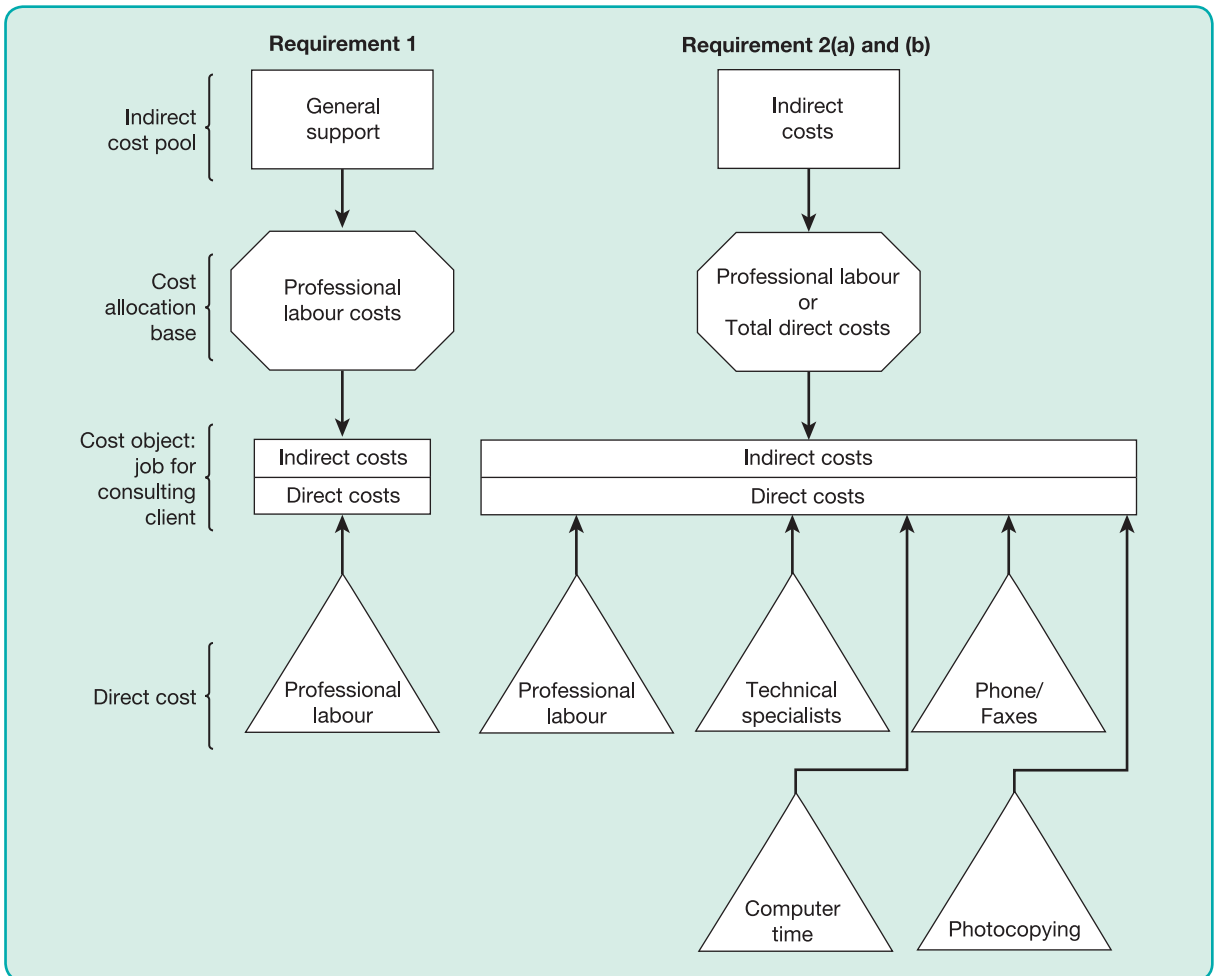 Requirement 1
Requirement 2(a) and (b)
Indirect
cost pool
General
support
Indirect
costs
Cost
allocation
base
Professional
labour costs
Professional labour
or
Total direct costs
Cost object:
job for
consulting
client
Indirect costs
Direct costs
Indirect costs
Direct costs
Direct cost
Professional
labour
Professional
labour
Technical
specialists
Phone/
Faxes
Computer
time
Photocopying